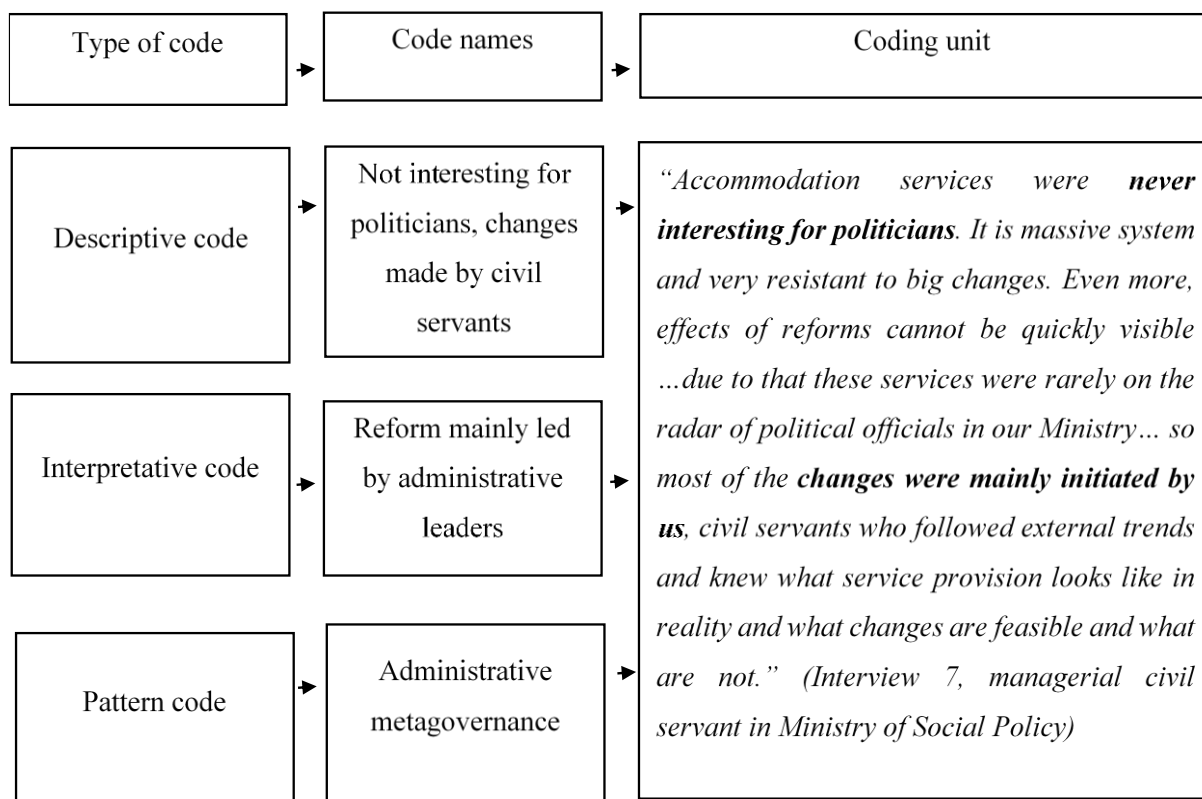 Type of code
Code names
Coding unit
Descriptive code
Not interesting for
politicians, changes
made by civil
servants
Interpretative code
Reform mainly led
by administrative
leaders
Pattern code
Administrative
metagovernance
“Accommodation services were never
interesting for politicians. It is massive system
and very resistant to big changes. Even more,
effects of reforms cannot be quickly visible
…due to that these services were rarely on the
radar of political officials in our Ministry… so
most of the changes were mainly initiated by
us, civil servants who followed external trends
and knew what service provision looks like in
reality and what changes are feasible and what
are not.” (Interview 7, managerial civil
servant in Ministry of Social Policy)